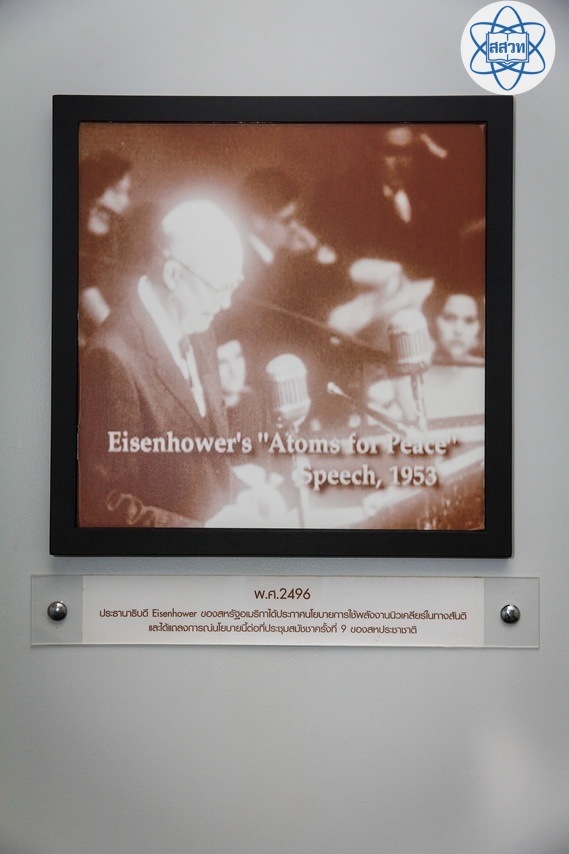 สสวท
Eisenhower's "Atoms for Peace"
Speech, 1953
พ.ศ.2496
ประธานาธิบดี Eisenhower ของสหรัฐอเมริกาได้ประกาศนโยบายการใช้พลังงานนิวเคลียร์ในทางสันติ
และได้แถลงการณ์นโยบายนี้ต่อที่ประชุมสมัชชาครั้งที่ 9 ของสหประชาชาติ